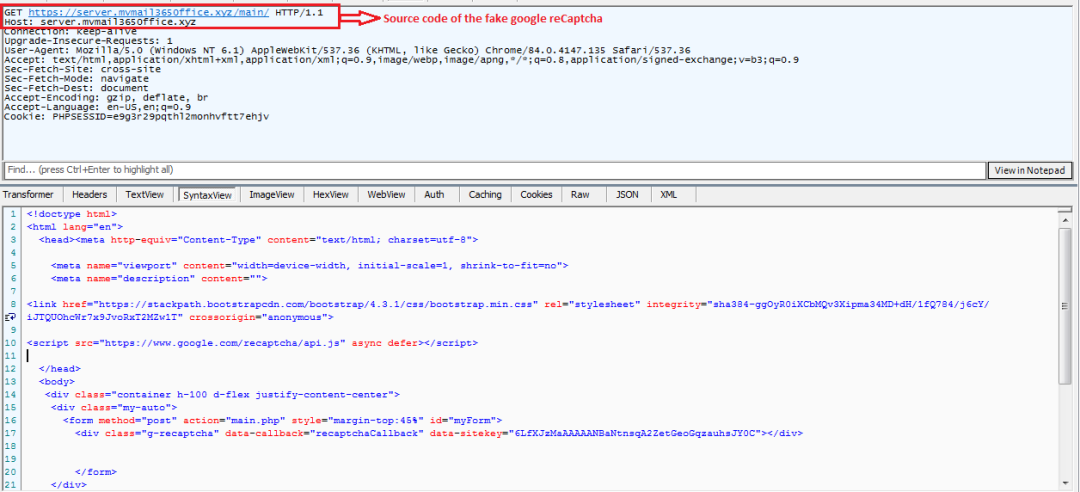 GET https://server.mvmail365Office.xyz/main/ HTTP/1.1
Source code of the fake google reCaptcha
Host: server.mvmail365Office.xyz
Connection: keep-alive
Upgrade-Insecure-Requests: 1
User-Agent: Mozilla/5.0 (Windows NT 6.1) AppleWebKit/537.36 (KHTML, like Gecko) Chrome/84.0.4147.135 Safari/537.36
Accept: text/html,application/xhtml+xml,application/xml;q=0.9,image/webp,image/apng,*/*;q=0.8,application/signed-exchange;v=b3;q=0.9
Sec-Fetch-Site: cross-site
Sec-Fetch-Mode: navigate
Sec-Fetch-Dest: document
Accept-Encoding: gzip, deflate, br
Accept-Language: en-US,en;q=0.9
Cookie: PHPSESSID=e9g3r29pqthl2monhvftt7ehjv
Find... (press Ctrl+Enter to highlight all) View in Notepad
Transformer Headers TextView SyntaxView ImageView HexView WebView Auth Caching Cookies Raw JSON XML
1 <!doctype html>
2 <html lang="en">
3 <head><meta http-equiv="Content-Type" content="text/html; charset=utf-8">
4
5 <meta name="viewport" content="width=device-width, initial-scale=1, shrink-to-fit=no">
6 <meta name="description" content="">
7
8 <link href="https://stackpath.bootstrapcdn.com/bootstrap/4.3.1/css/bootstrap.min.css" rel="stylesheet" integrity="sha384-ggOyR0iXCbMQv3Xipma34MD+dH/1fQ784/j6cY/
iJTQUOhcWr7x9JvoRxT2MZw1T" crossorigin="anonymous">
9
10 <script src="https://www.google.com/recaptcha/api.js" async defer></script>
11
12 </head>
13 <body>
14 <div class="container h-100 d-flex justify-content-center">
15 <div class="my-auto">
16 <form method="post" action="main.php" style="margin-top:45%" id="myForm">
17 <div class="g-recaptcha" data-callback="recaptchaCallback" data-sitekey="6LfXJzMaAAAAANBaNtnsqA2ZetGeoGqzauhsJY0C"></div>
18
19
20 </form>
21 </div>